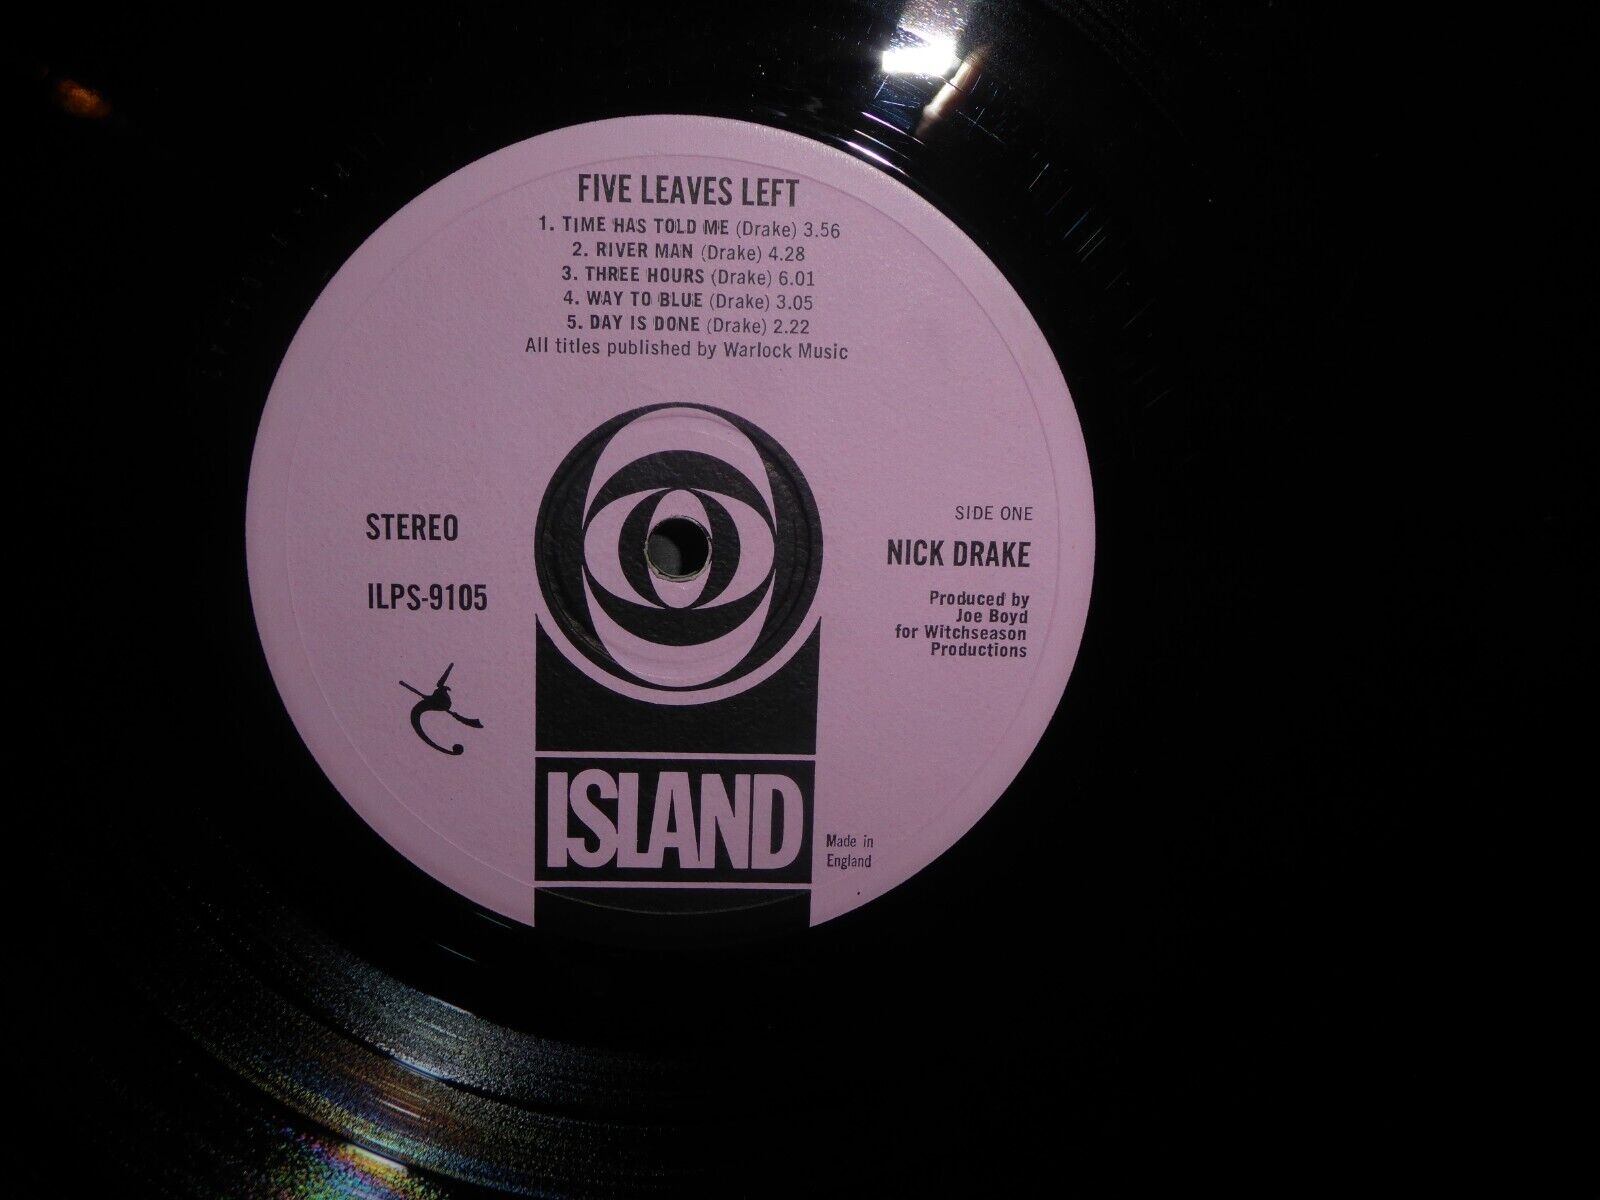 FIVE LEAVES LEFT
1. TIME HAS TOLD ME (Drake) 3.56
2. RIVER MAN (Drake) 4.28
3. THREE HOURS (Drake) 6.01
4. WAY TO BLUE (Drake) 3.05
5. DAY IS DONE (Drake) 2.22
All titles published by Warlock Music
STEREO
ILPS-9105
SIDE ONE
NICK DRAKE
Produced by
Joe Boyd
for Witchseason
Productions
ISLAND
Made in
England